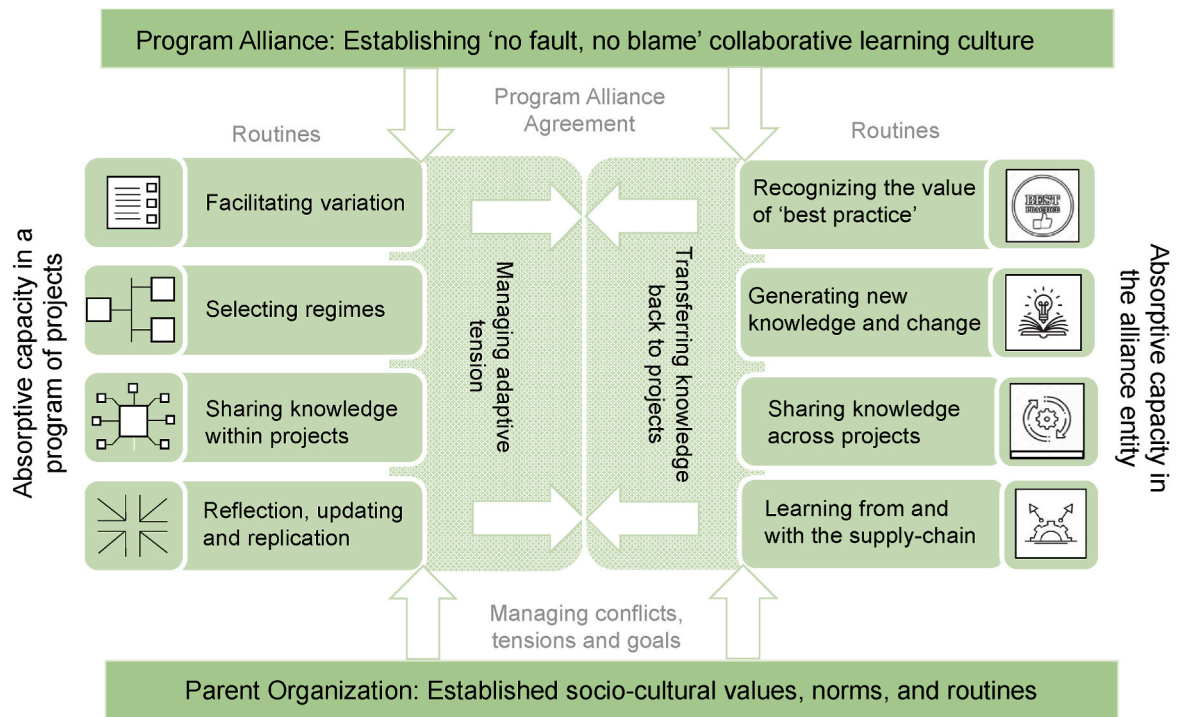 Program Alliance: Establishing ‘no fault, no blame’ collaborative learning culture
Program Alliance
Agreement
Routines
Routines
Absorptive capacity in a
program of projects
Facilitating variation
Selecting regimes
Sharing knowledge
within projects
Reflection, updating
and replication
Managing adaptive
tension
Transferring knowledge
back to projects
Recognizing the value
of ‘best practice’
BEST
PRACTICE
Generating new
knowledge and change
Sharing knowledge
across projects
Learning from and
with the supply-chain
Absorptive capacity in
the alliance entity
Managing conflicts,
tensions and goals
Parent Organization: Established socio-cultural values, norms, and routines